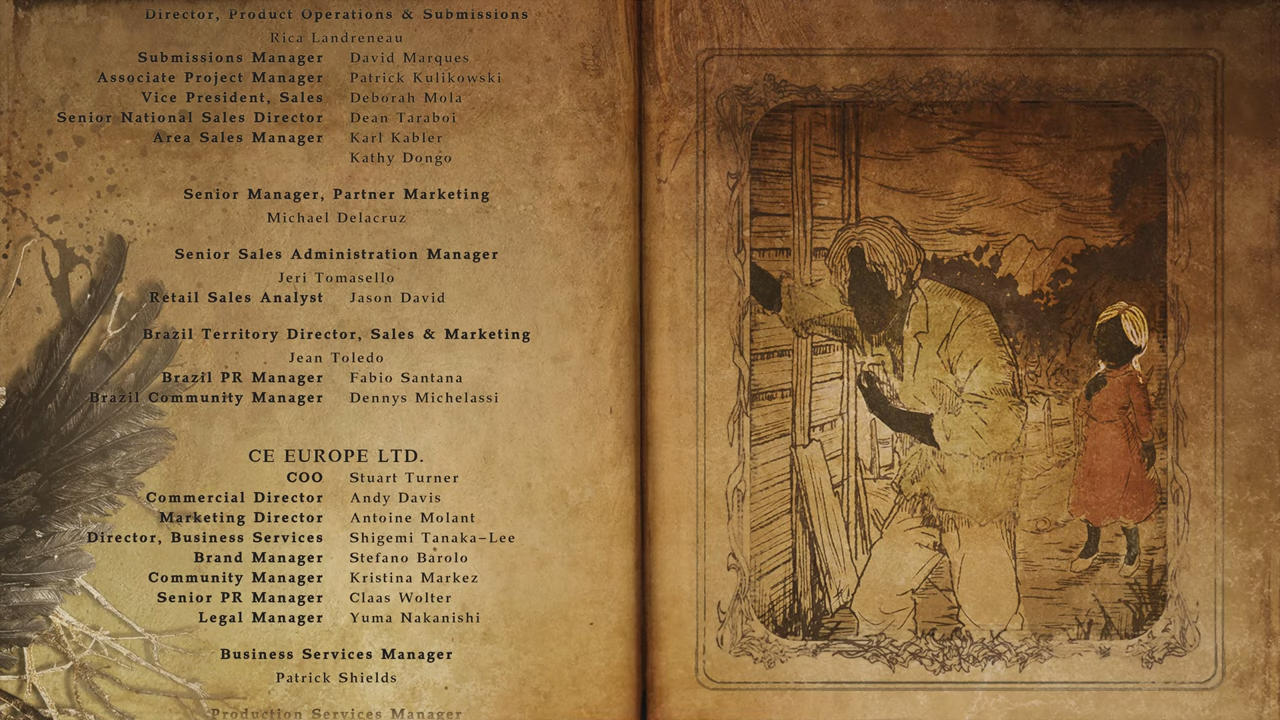 Director, Product Operations & Submissions
Rica Landreneau
Submissions Manager David Marques
Associate Project Manager Patrick Kulikowski
Vice President, Sales Deborah Mola
Senior National Sales Director Dean Taraboi
Area Sales Manager Karl Kabler
Kathy Dongo
Senior Manager, Partner Marketing
Michael Delacruz
Senior Sales Administration Manager
Jeri Tomasello
Retail Sales Analyst Jason David
Brazil Territory Director, Sales & Marketing
Jean Toledo
Brazil PR Manager Fabio Santana
Brazil Community Manager Dennys Michelassi
CE EUROPE LTD.
COO Stuart Turner
Commercial Director Andy Davis
Marketing Director Antoine Molant
Director, Business Services Shigemi Tanaka-Lee
Brand Manager Stefano Barolo
Community Manager Kristina Markez
Senior PR Manager Claas Wolter
Legal Manager Yuma Nakanishi
Business Services Manager
Patrick Shields
Production Services Manager